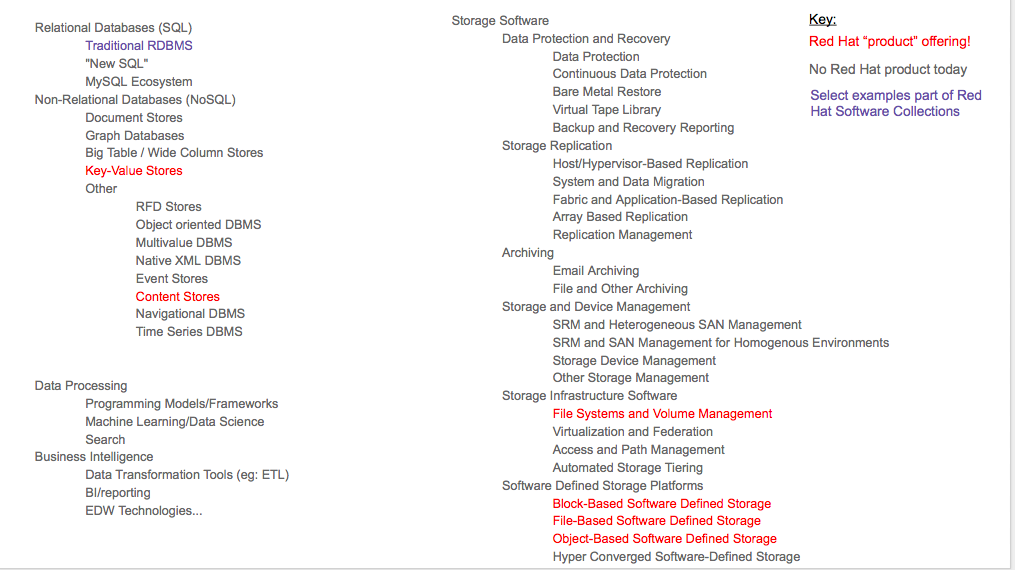 Relational Databases (SQL)
Traditional RDBMS
"New SQL"
MySQL Ecosystem
Non-Relational Databases (NoSQL)
Document Stores
Graph Databases
Big Table / Wide Column Stores
Key-Value Stores
Other
RFD Stores
Object oriented DBMS
Multivalue DBMS
Native XML DBMS
Event Stores
Content Stores
Navigational DBMS
Time Series DBMS
Data Processing
Programming Models/Frameworks
Machine Learning/Data Science
Search
Business Intelligence
Data Transformation Tools (eg: ETL)
BI/reporting
EDW Technologies...
Storage Software
Data Protection and Recovery
Data Protection
Continuous Data Protection
Bare Metal Restore
Virtual Tape Library
Backup and Recovery Reporting
Storage Replication
Host/Hypervisor-Based Replication
System and Data Migration
Fabric and Application-Based Replication
Array Based Replication
Replication Management
Archiving
Email Archiving
File and Other Archiving
Storage and Device Management
SRM and Heterogeneous SAN Management
SRM and SAN Management for Homogenous Environments
Storage Device Management
Other Storage Management
Storage Infrastructure Software
File Systems and Volume Management
Virtualization and Federation
Access and Path Management
Automated Storage Tiering
Software Defined Storage Platforms
Block-Based Software Defined Storage
File-Based Software Defined Storage
Object-Based Software Defined Storage
Hyper Converged Software-Defined Storage
Key:
Red Hat “product” offering!
No Red Hat product today
Select examples part of Red
Hat Software Collections